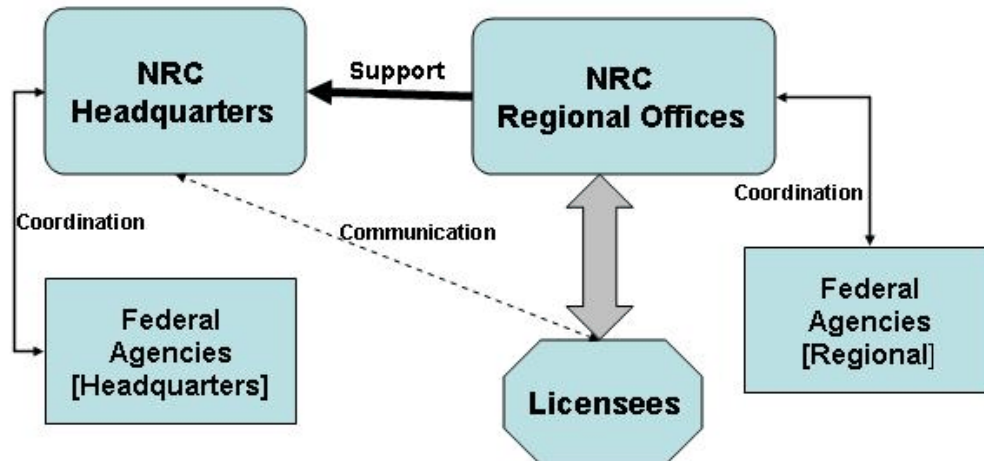 NRC
Headquarters
Support
NRC
Regional Offices
Coordination
Communication
Coordination
Federal
Agencies
[Headquarters]
Licensees
Federal
Agencies
[Regional]